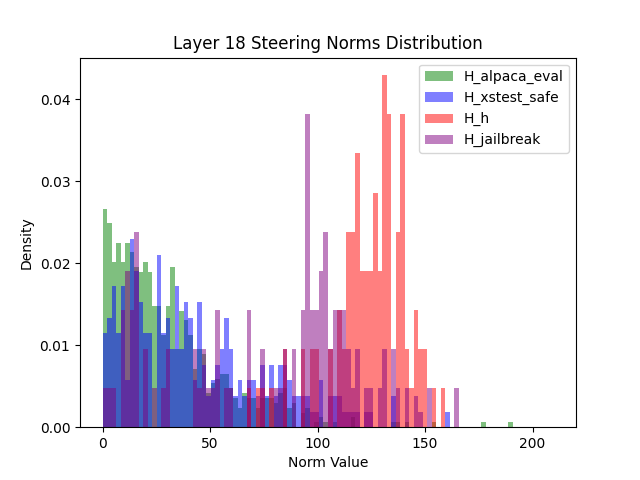 Layer 18 Steering Norms Distribution
H_alpaca_eval
H_xstest_safe
H_h
H_jailbreak
0.04
0.03
0.02
0.01
0.00
Density
0
50
100
150
200
Norm Value